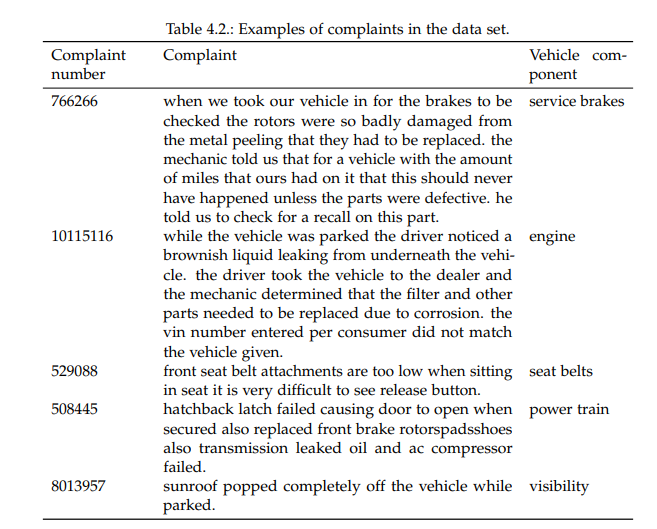 Table 4.2.: Examples of complaints in the data set.
Complaint Complaint Vehicle com-
number ponent
766266 when we took our vehicle in for the brakes to be service brakes
checked the rotors were so badly damaged from
the metal peeling that they had to be replaced. the
mechanic told us that for a vehicle with the amount
of miles that ours had on it that this should never
have happened unless the parts were defective. he
told us to check for a recall on this part.
10115116 while the vehicle was parked the driver noticed a engine
brownish liquid leaking from underneath the vehi-
cle. the driver took the vehicle to the dealer and
the mechanic determined that the filter and other
parts needed to be replaced due to corrosion. the
vin number entered per consumer did not match
the vehicle given.
529088 front seat belt attachments are too low when sitting seat belts
in seat it is very difficult to see release button.
508445 hatchback latch failed causing door to open when power train
secured also replaced front brake rotorspadsshoes
also transmission leaked oil and ac compressor
failed.
8013957 sunroof popped completely off the vehicle while visibility
parked.